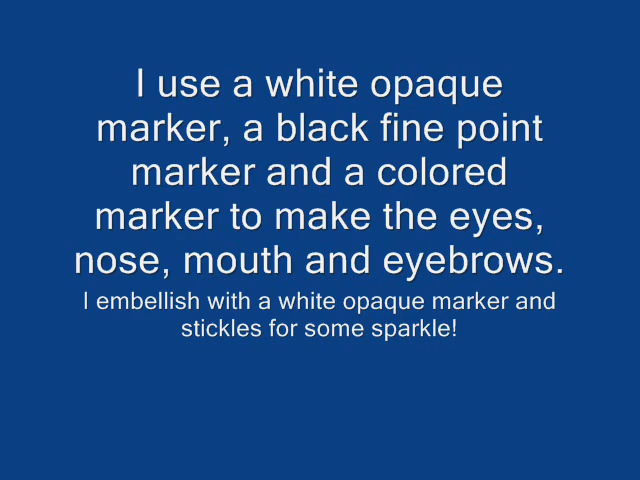 I use a white opaque
marker, a black fine point
marker and a colored
marker to make the eyes,
nose, mouth and eyebrows.
I embellish with a white opaque marker and
stickles for some sparkle!